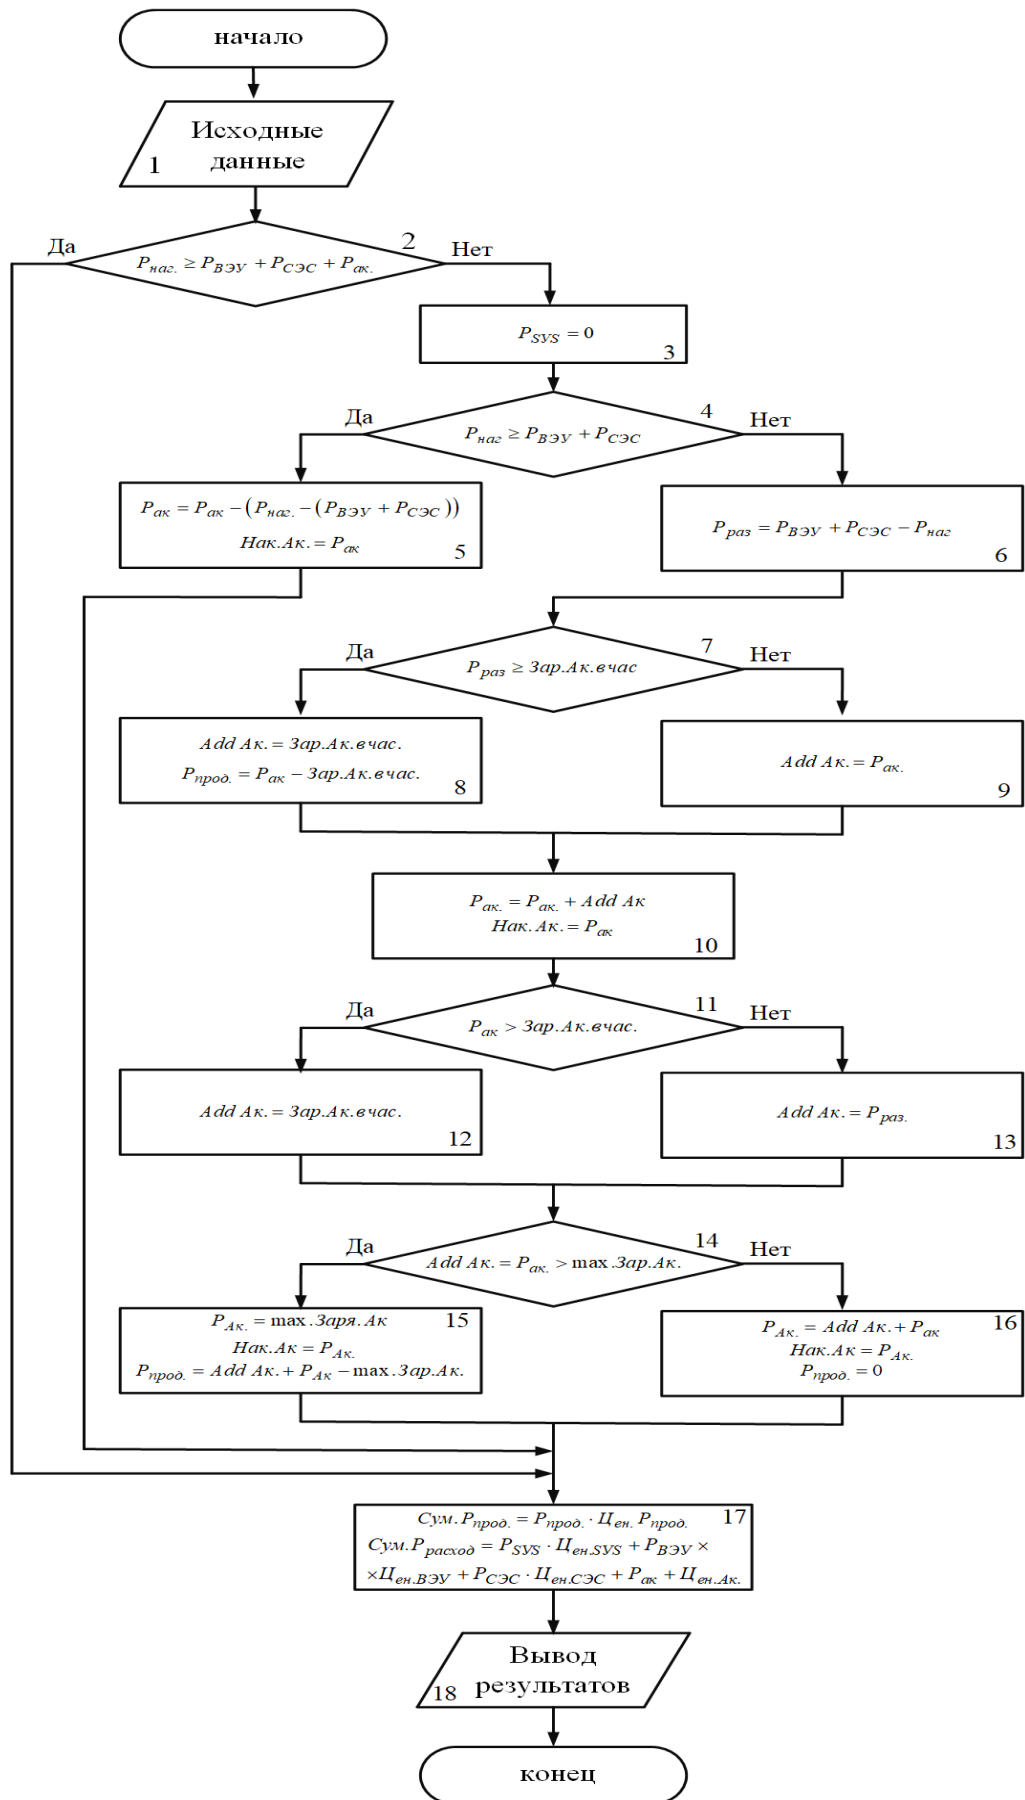 начало
Исходные
данные
1
Да
2
Нет
P_наг. ≥ P_ВЭУ + P_СЭС + P_ак.
P_SYS = 0
3
Да
4
Нет
P_наг ≥ P_ВЭУ + P_СЭС
P_ак = P_ак − (P_наг. − (P_ВЭУ + P_СЭС))
Нак.Ак. = P_ак
5
P_раз = P_ВЭУ + P_СЭС − P_наг
6
Да
7
Нет
P_раз ≥ Зар.Ак.вчас
Add Ак. = Зар.Ак.вчас.
P_прод. = P_ак − Зар.Ак.вчас.
8
Add Ак. = P_ак.
9
P_ак. = P_ак. + Add Ак
Нак.Ак. = P_ак
10
Да
11
Нет
P_ак > Зар.Ак.вчас.
Add Ак. = Зар.Ак.вчас.
12
Add Ак. = P_раз.
13
Да
14
Нет
Add Ак. = P_ак. > max.Зар.Ак.
P_Ак. = max.Заря.Ак
15
Нак.Ак = P_Ак.
P_прод. = Add Ак. + P_Ак − max.Зар.Ак.
P_Ак. = Add Ак. + P_ак
16
Нак.Ак = P_Ак.
P_прод. = 0
Сум.P_прод. = P_прод. · Ц_ен. P_прод.
17
Сум.P_расход = P_SYS · Ц_ен.SYS + P_ВЭУ ×
×Ц_ен.ВЭУ + P_СЭС · Ц_ен.СЭС + P_ак + Ц_ен.Ак.
Вывод
результатов
18
конец